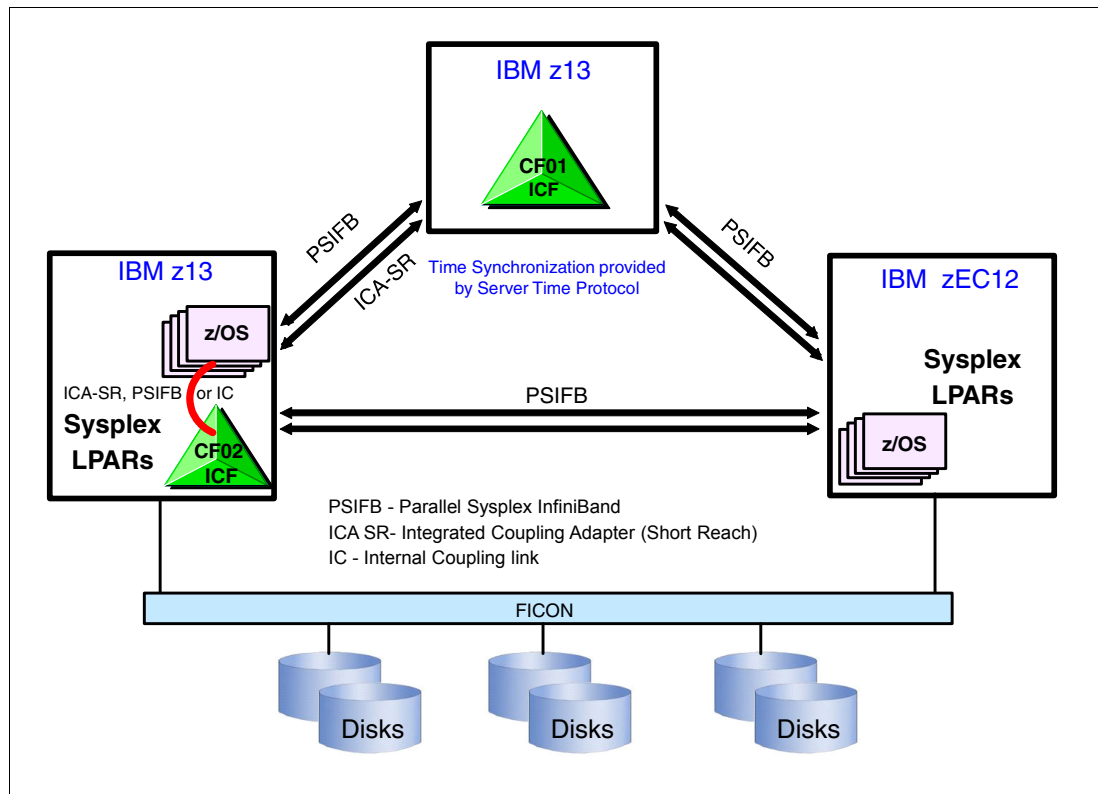 IBM z13
CF01
ICF
PSIFB
ICA-SR
PSIFB
Time Synchronization provided
by Server Time Protocol
IBM z13
z/OS
ICA-SR, PSIFB or IC
Sysplex
LPARs
CF02
ICF
PSIFB
IBM zEC12
Sysplex
LPARs
z/OS
PSIFB - Parallel Sysplex InfiniBand
ICA SR- Integrated Coupling Adapter (Short Reach)
IC - Internal Coupling link
FICON
Disks
Disks
Disks